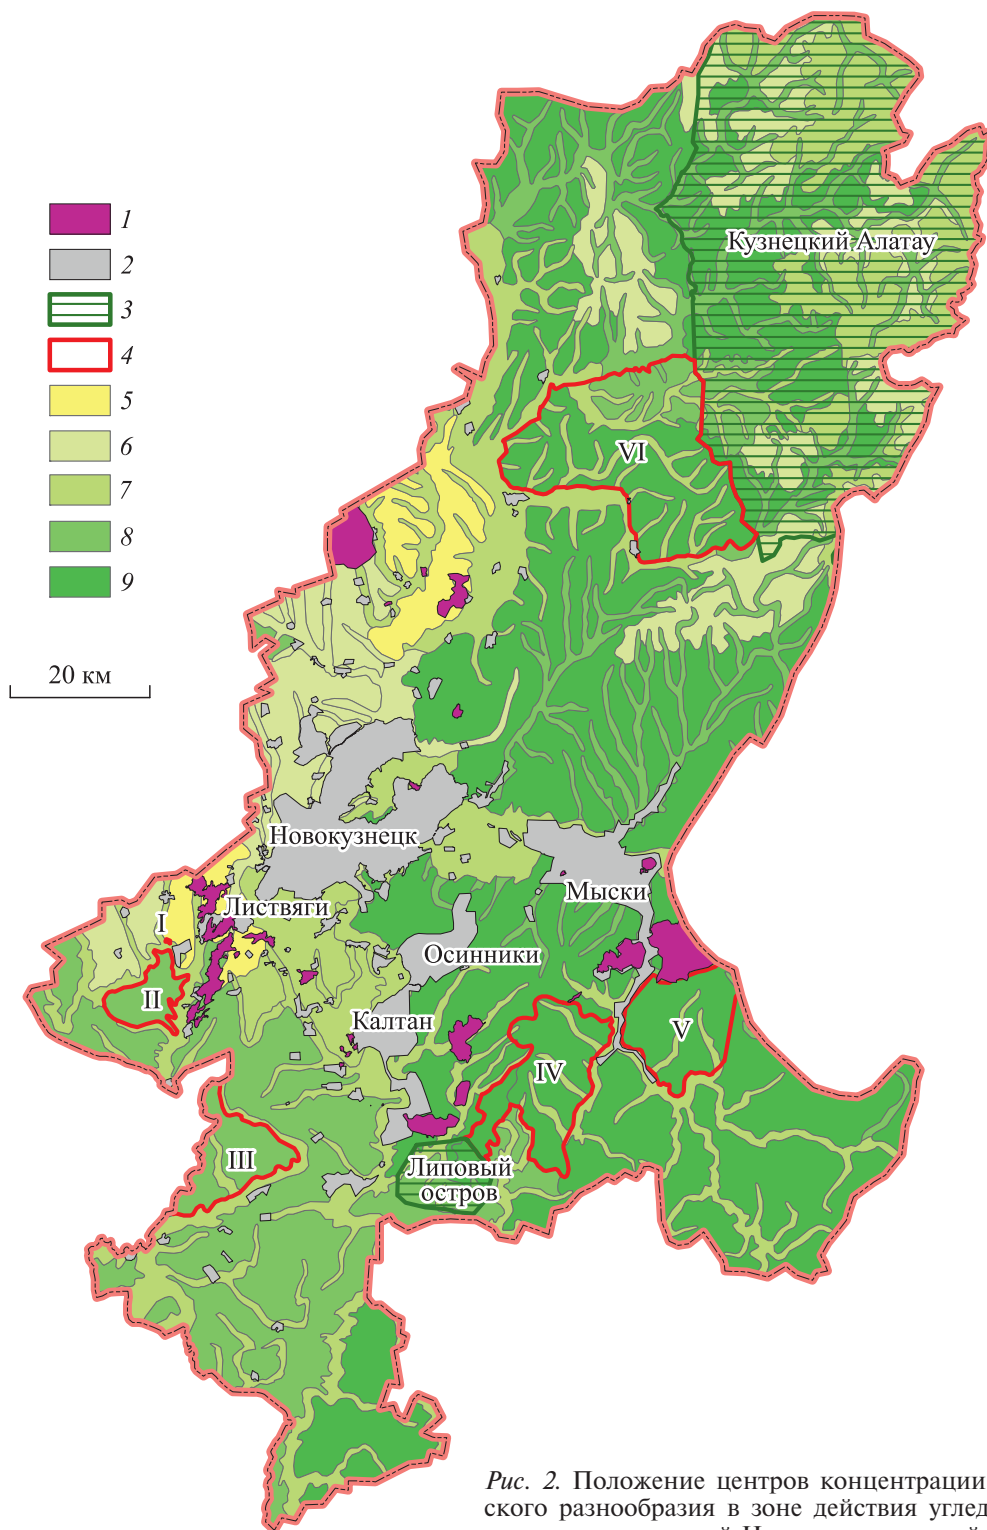 1
2
3
4
5
6
7
8
9
20 км
Кузнецкий Алатау
VI
Новокузнецк
Мыски
Листвяги
I
Осинники
II
Калтан
V
IV
III
Липовый
остров
Рис. 2. Положение центров концентрации
ского разнообразия в зоне действия углед